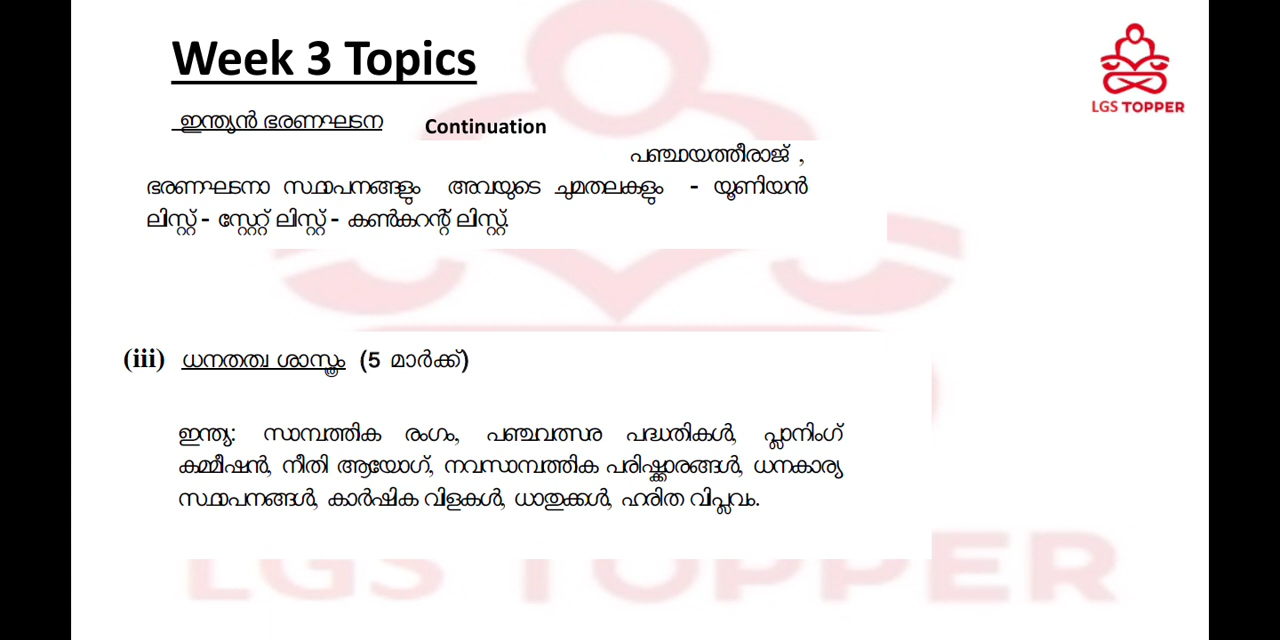 Week 3 Topics
LGS TOPPER
ഇന്ത്യൻ ഭരണഘടന Continuation
പഞ്ചായത്തീരാജ് ,
ഭരണഘടനാ സ്ഥാപനങ്ങളും അവയുടെ ചുമതലകളും - യൂണിയൻ
ലിസ്റ്റ് - സ്റ്റേറ്റ് ലിസ്റ്റ് - കൺകറന്റ് ലിസ്റ്റ്.
(iii) ധനതത്വ ശാസ്ത്രം (5 മാർക്ക്)
ഇന്ത്യ: സാമ്പത്തിക രംഗം, പഞ്ചവത്സര പദ്ധതികൾ, പ്ലാനിംഗ്
കമ്മീഷൻ, നീതി ആയോഗ്, നവസാമ്പത്തിക പരിഷ്ക്കാരങ്ങൾ, ധനകാര്യ
സ്ഥാപനങ്ങൾ, കാർഷിക വിളകൾ, ധാതുക്കൾ, ഹരിത വിപ്ലവം.
LGS TOPPER